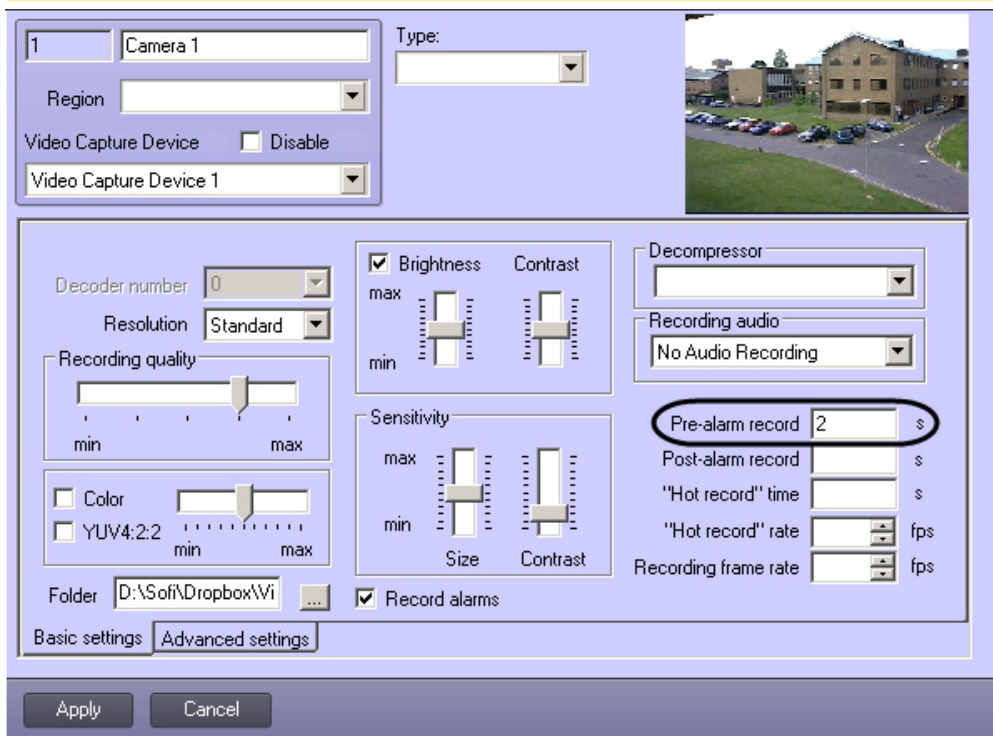 1
Camera 1
Type:
Region
Video Capture Device
Disable
Video Capture Device 1
Decoder number
0
Resolution
Standard
Recording quality
min
max
Color
YUV4:2:2
min
max
Folder
D:\Sofi\Dropbox\Vi
...
Brightness
Contrast
max
min
Sensitivity
max
min
Size
Contrast
Record alarms
Decompressor
Recording audio
No Audio Recording
Pre-alarm record
2
s
Post-alarm record
s
"Hot record" time
s
"Hot record" rate
fps
Recording frame rate
fps
Basic settings
Advanced settings
Apply
Cancel